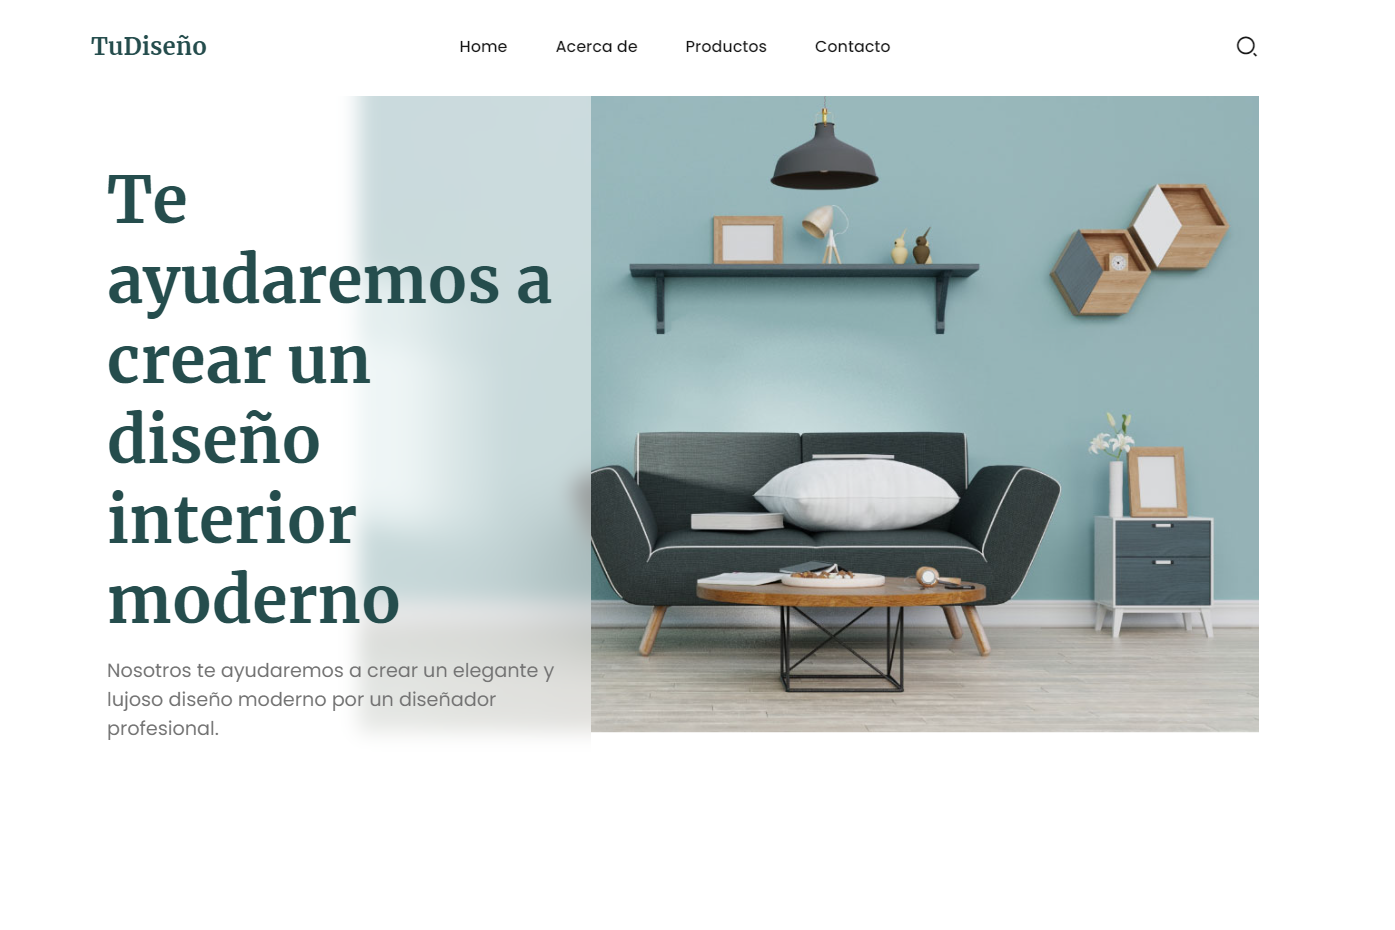 TuDiseño
Home Acerca de Productos Contacto
Te
ayudaremos a
crear un
diseño
interior
moderno
Nosotros te ayudaremos a crear un elegante y
lujoso diseño moderno por un diseñador
profesional.